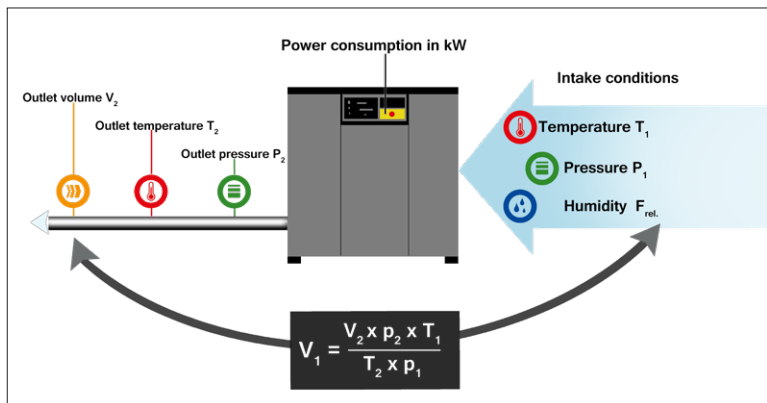 Power consumption in kW
Intake conditions
Outlet volume V₂
Outlet temperature T₂
Outlet pressure P₂
Temperature T₁
Pressure P₁
Humidity F rel.
V₁ = V₂ x p₂ x T₁ / T₂ x p₁